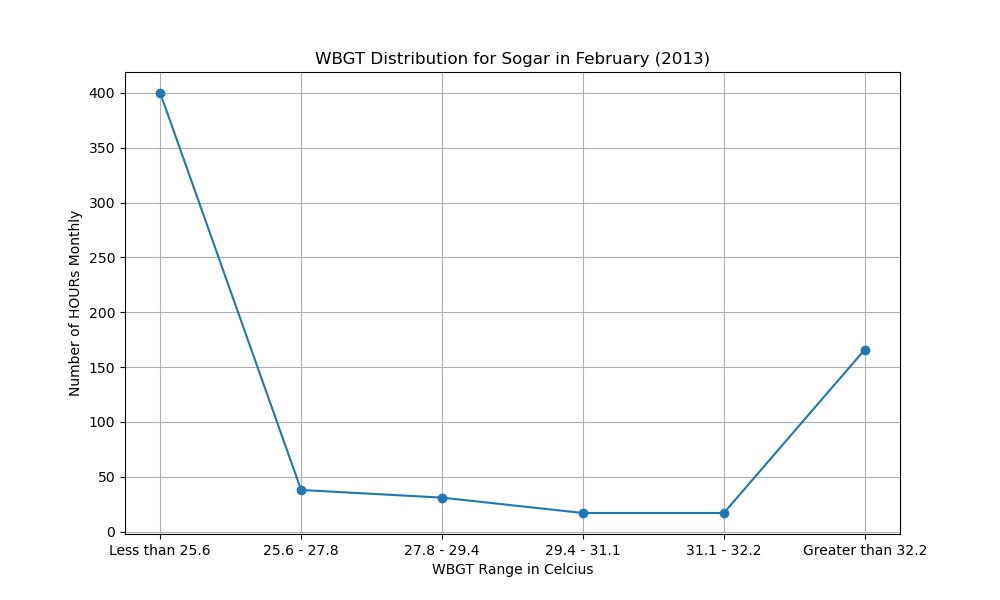 WBGT Distribution for Sogar in February (2013)
Number of HOURs Monthly
400
350
300
250
200
150
100
50
0
Less than 25.6 25.6 - 27.8 27.8 - 29.4 29.4 - 31.1 31.1 - 32.2 Greater than 32.2
WBGT Range in Celcius